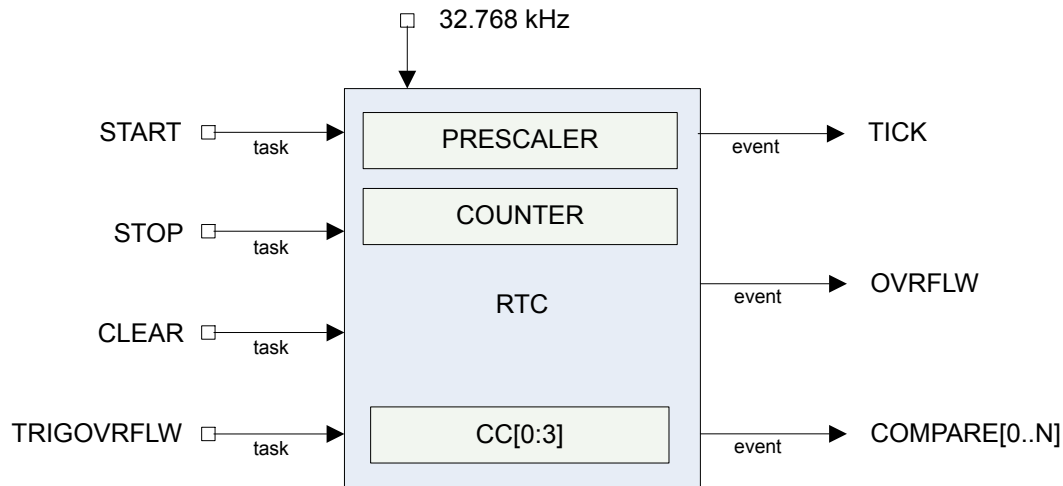 32.768 kHz
START
task
PRESCALER
event
TICK
STOP
task
COUNTER
RTC
event
OVRFLW
CLEAR
task
TRIGOVRFLW
task
CC[0:3]
event
COMPARE[0..N]